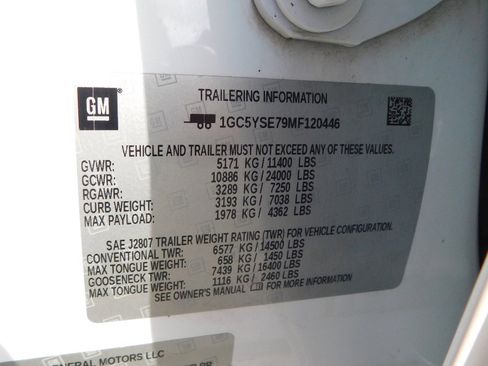 GM
TRAILERING INFORMATION
1GC5YSE79MF120446
VEHICLE AND TRAILER MUST NOT EXCEED ANY OF THESE VALUES.
GVWR: 5171 KG/11400 LBS
GCWR: 10886 KG/24000 LBS
RGAWR: 3289 KG/ 7250 LBS
CURB WEIGHT: 3193 KG/ 7038 LBS
MAX PAYLOAD: 1978 KG/ 4362 LBS
SAE J2807 TRAILER WEIGHT RATING (TWR) FOR VEHICLE CONFIGURATION.
CONVENTIONAL TWR: 6577 KG/14500 LBS
MAX TONGUE WEIGHT: 658 KG/ 1450 LBS
GOOSENECK TWR: 7439 KG/16400 LBS
MAX TONGUE WEIGHT: 1116 KG/ 2460 LBS
SEE OWNER'S MANUAL FOR MORE INFORMATION
MOTORS LLC